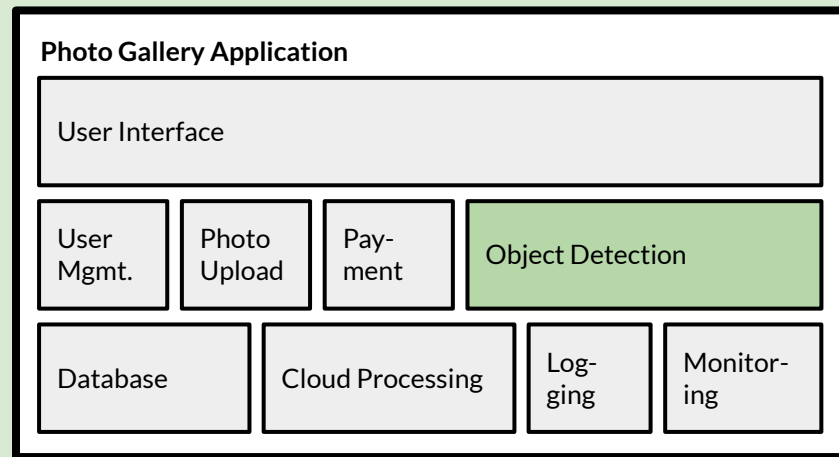 Photo Gallery Application
User Interface
User
Mgmt.
Photo
Upload
Pay-
ment
Object Detection
Database
Cloud Processing
Log-
ging
Monitor-
ing